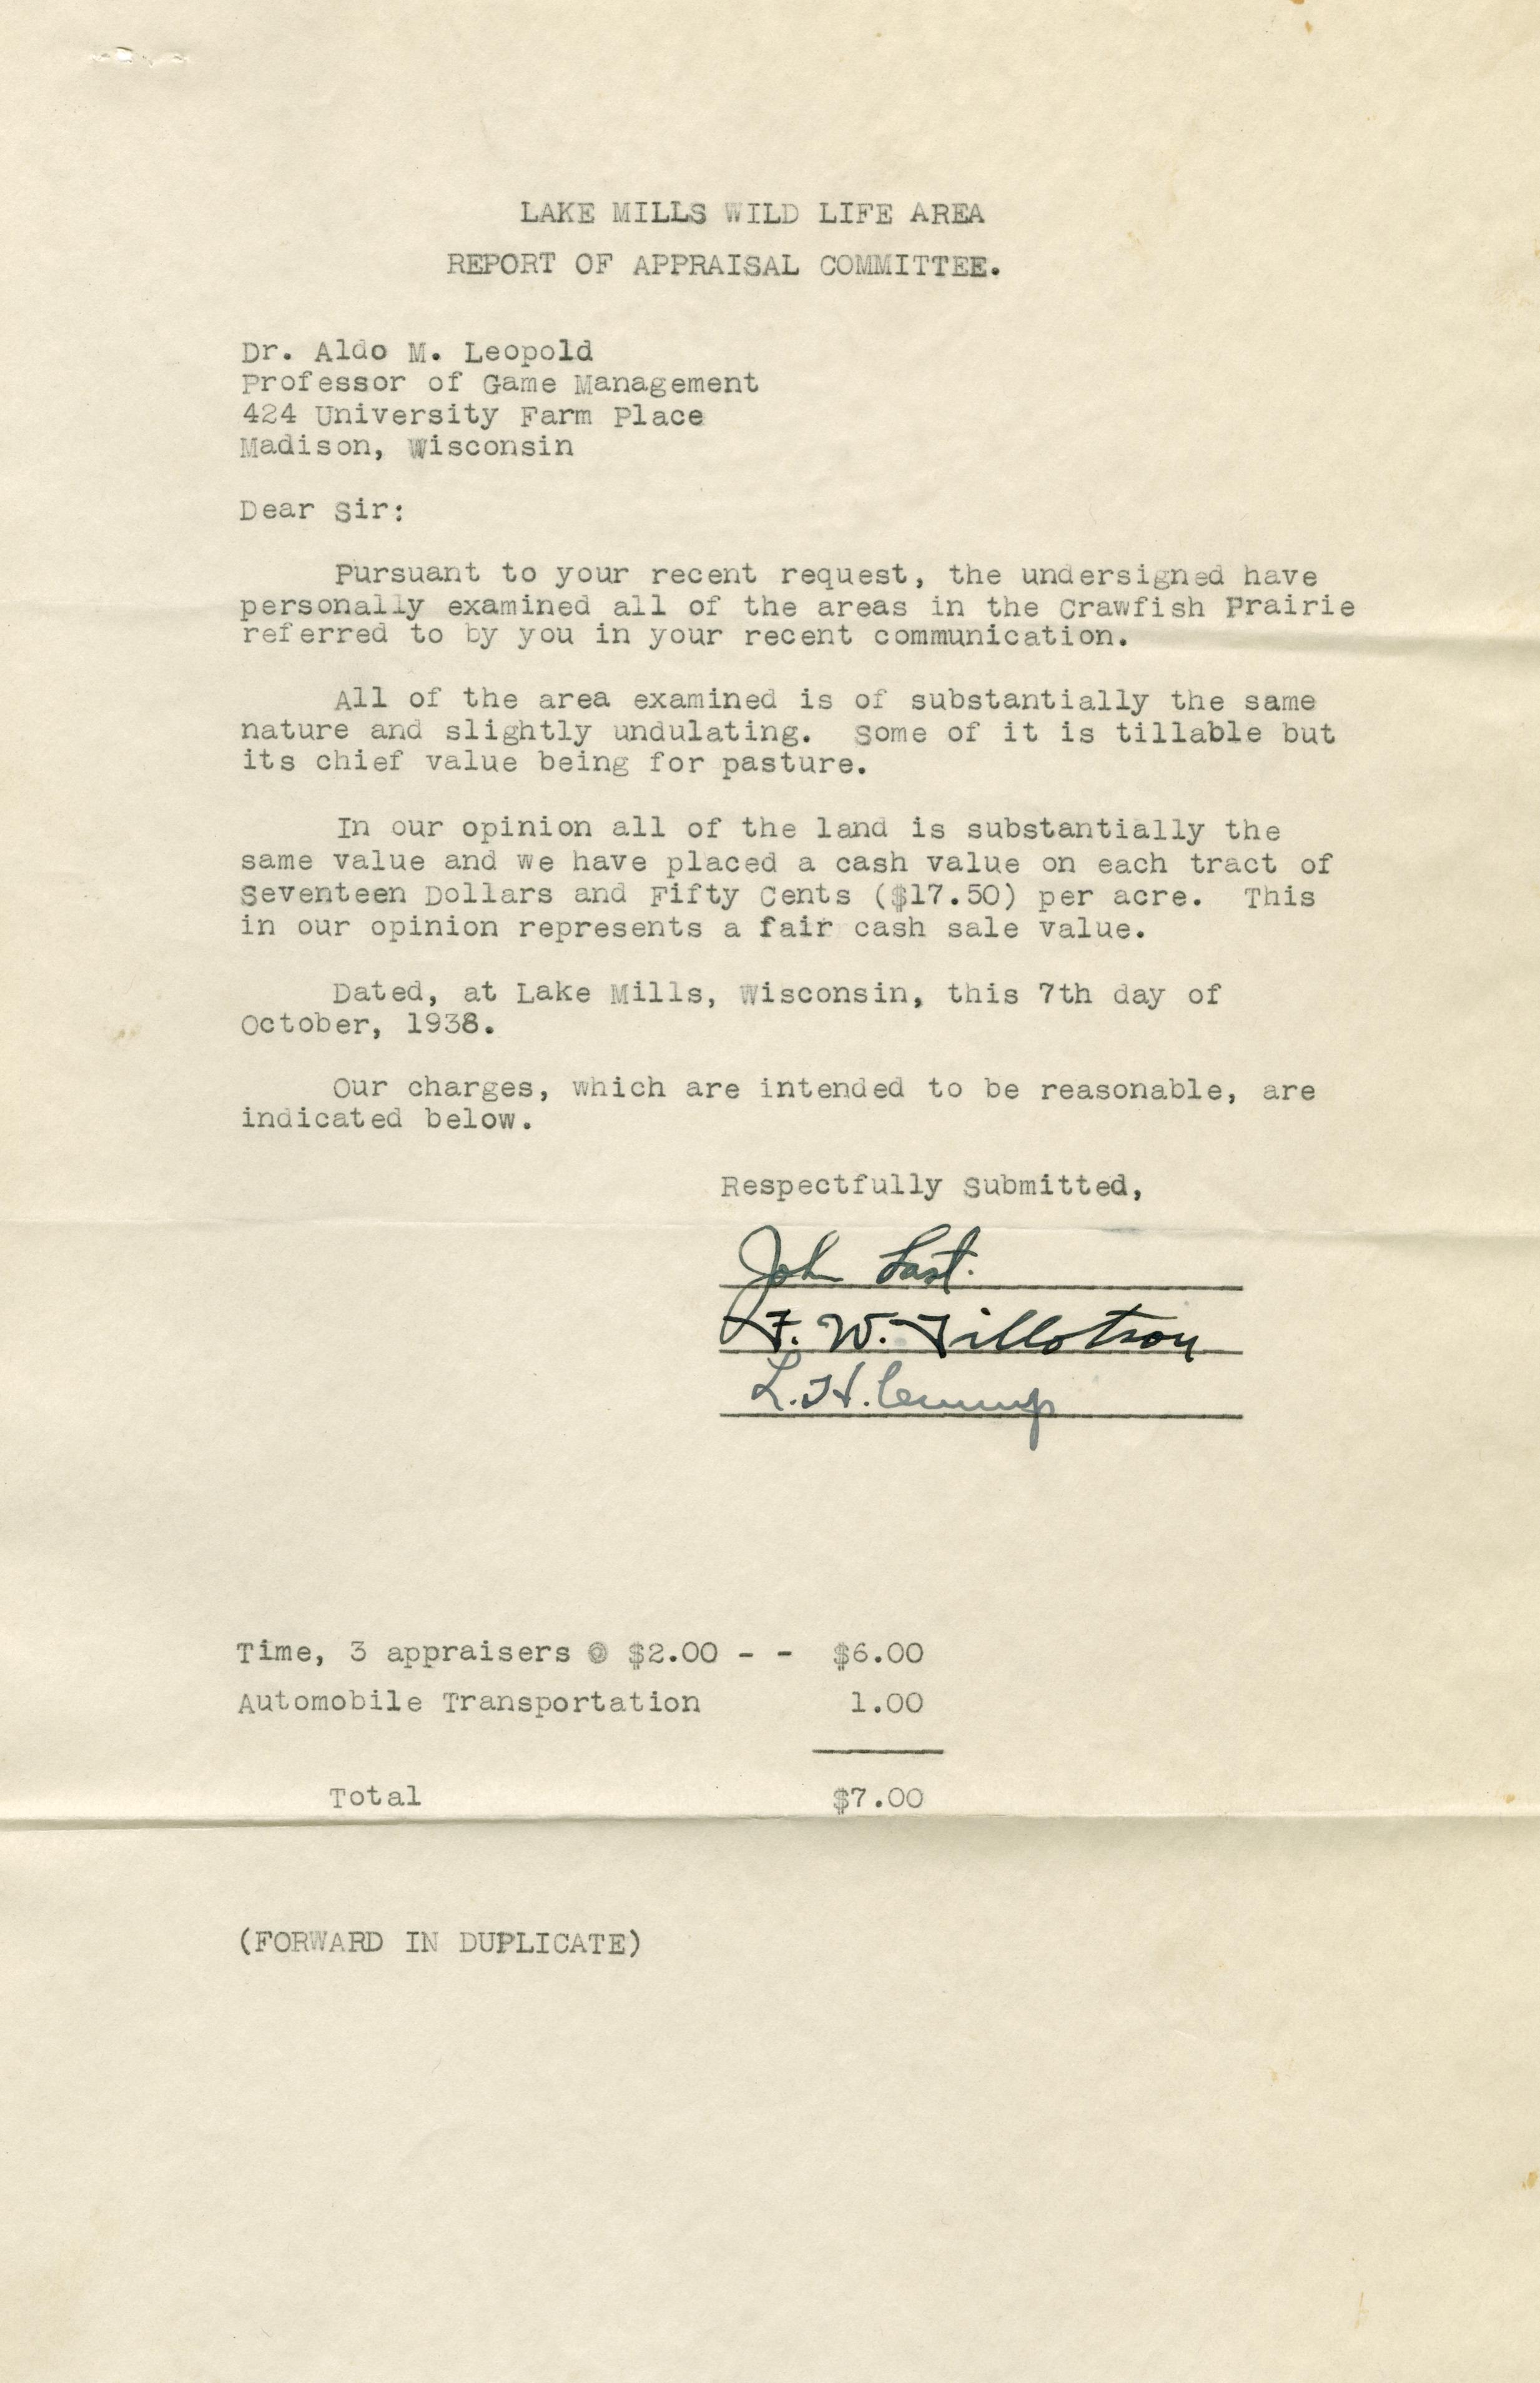 LAKE MILLS WILD LIFE AREA
REPORT OF APPRAISAL COMMITTEE.
Dr. Aldo M. Leopold
Professor of Game Management
424 University Farm Place
Madison, Wisconsin
Dear Sir:
Pursuant to your recent request, the undersigned have
personally examined all of the areas in the Crawfish Prairie
referred to by you in your recent communication.
All of the area examined is of substantially the same
nature and slightly undulating. Some of it is tillable but
its chief value being for pasture.
In our opinion all of the land is substantially the
same value and we have placed a cash value on each tract of
Seventeen Dollars and Fifty Cents ($17.50) per acre. This
in our opinion represents a fair cash sale value.
Dated, at Lake Mills, Wisconsin, this 7th day of
October, 1938.
Our charges, which are intended to be reasonable, are
indicated below.
Respectfully Submitted,
John Last.
F. W. Tillotson
L. H.
Time, 3 appraisers @ $2.00 - - $6.00
Automobile Transportation 1.00
Total $7.00
(FORWARD IN DUPLICATE)